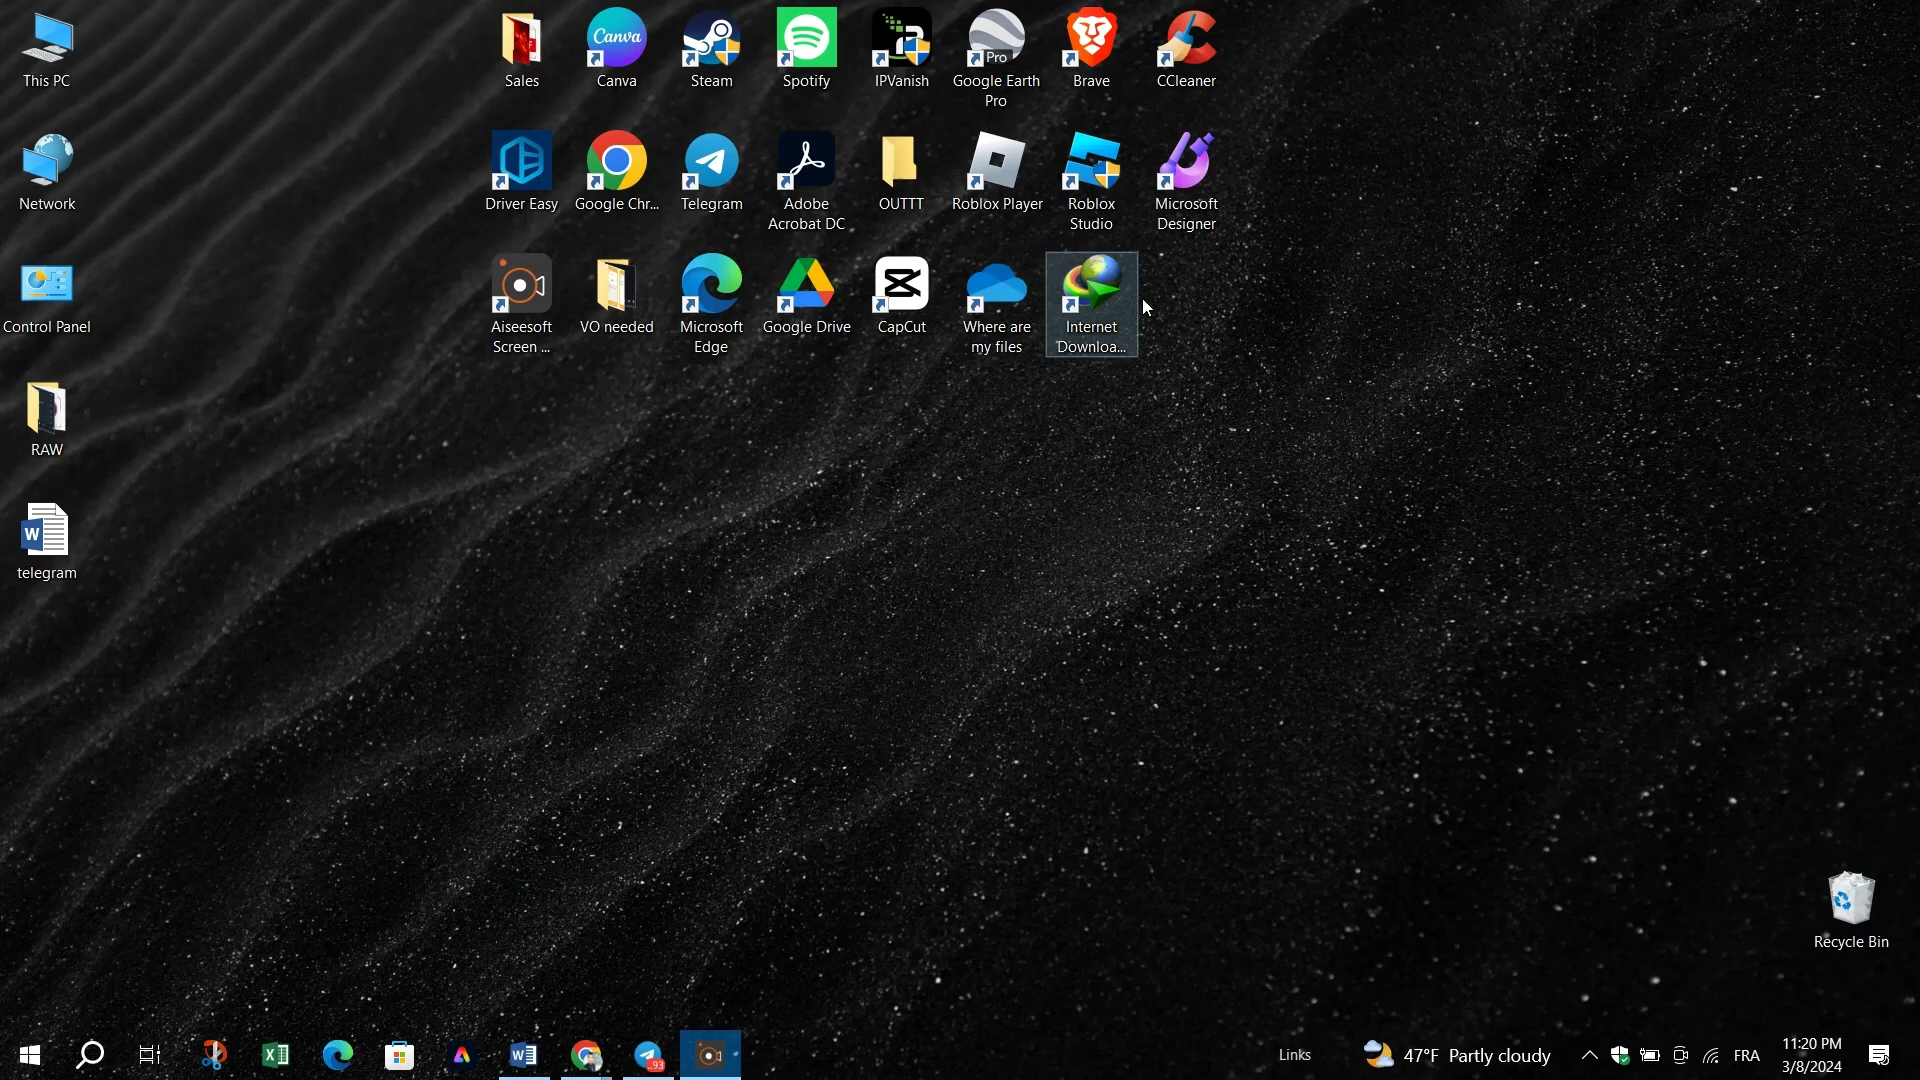 This PC
Sales
Canva
Canva
Steam
Spotify
IPVanish
Pro
Google Earth
Pro
Brave
CCleaner
Network
Driver Easy
Google Chr...
Telegram
Adobe
Acrobat DC
OUTTT
Roblox Player
Roblox
Studio
Microsoft
Designer
Control Panel
Aiseesoft
Screen ...
VO needed
Microsoft
Edge
Google Drive
CapCut
Where are
my files
Internet
Downloa...
RAW
W
telegram
Recycle Bin
W
93
Links
47°F Partly cloudy
FRA
11:20 PM
3/8/2024